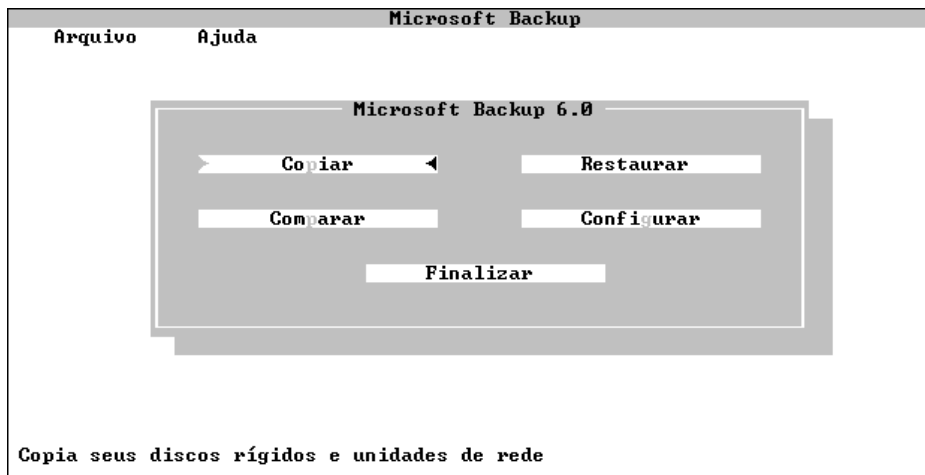 Microsoft Backup
Arquivo Ajuda
Microsoft Backup 6.0
Copiar Restaurar
Comparar Configurar
Finalizar
Copia seus discos rígidos e unidades de rede